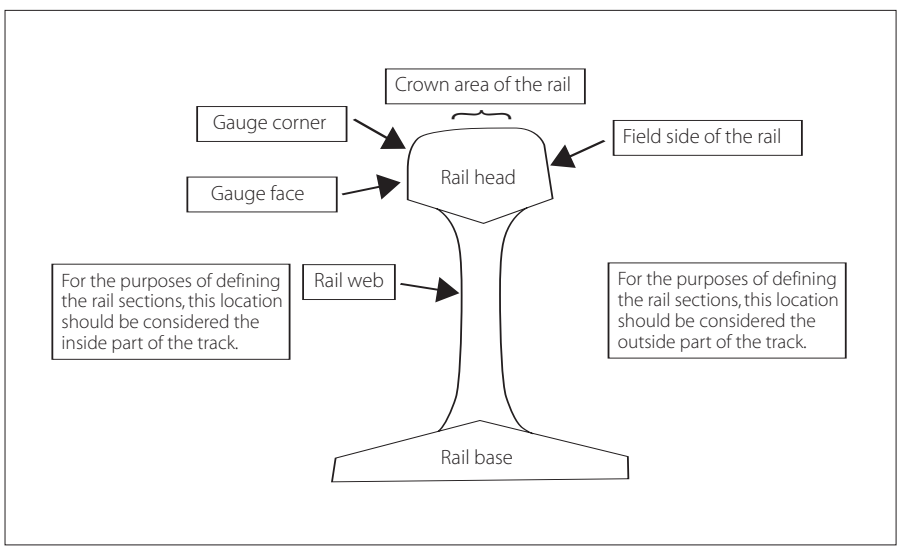 Crown area of the rail
Gauge corner
Field side of the rail
Rail head
Gauge face
For the purposes of defining
the rail sections, this location
should be considered the
inside part of the track.
Rail web
For the purposes of defining
the rail sections, this location
should be considered the
outside part of the track.
Rail base